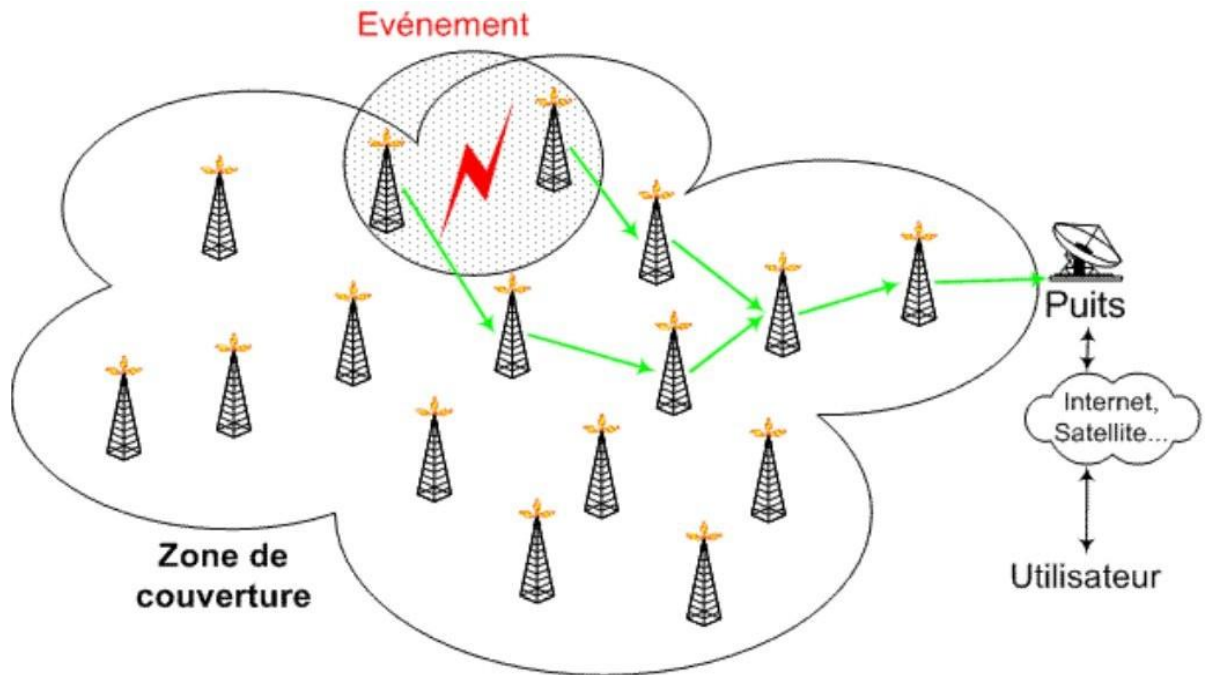 Evénement
Puits
Internet,
Satellite...
Zone de
couverture
Utilisateur